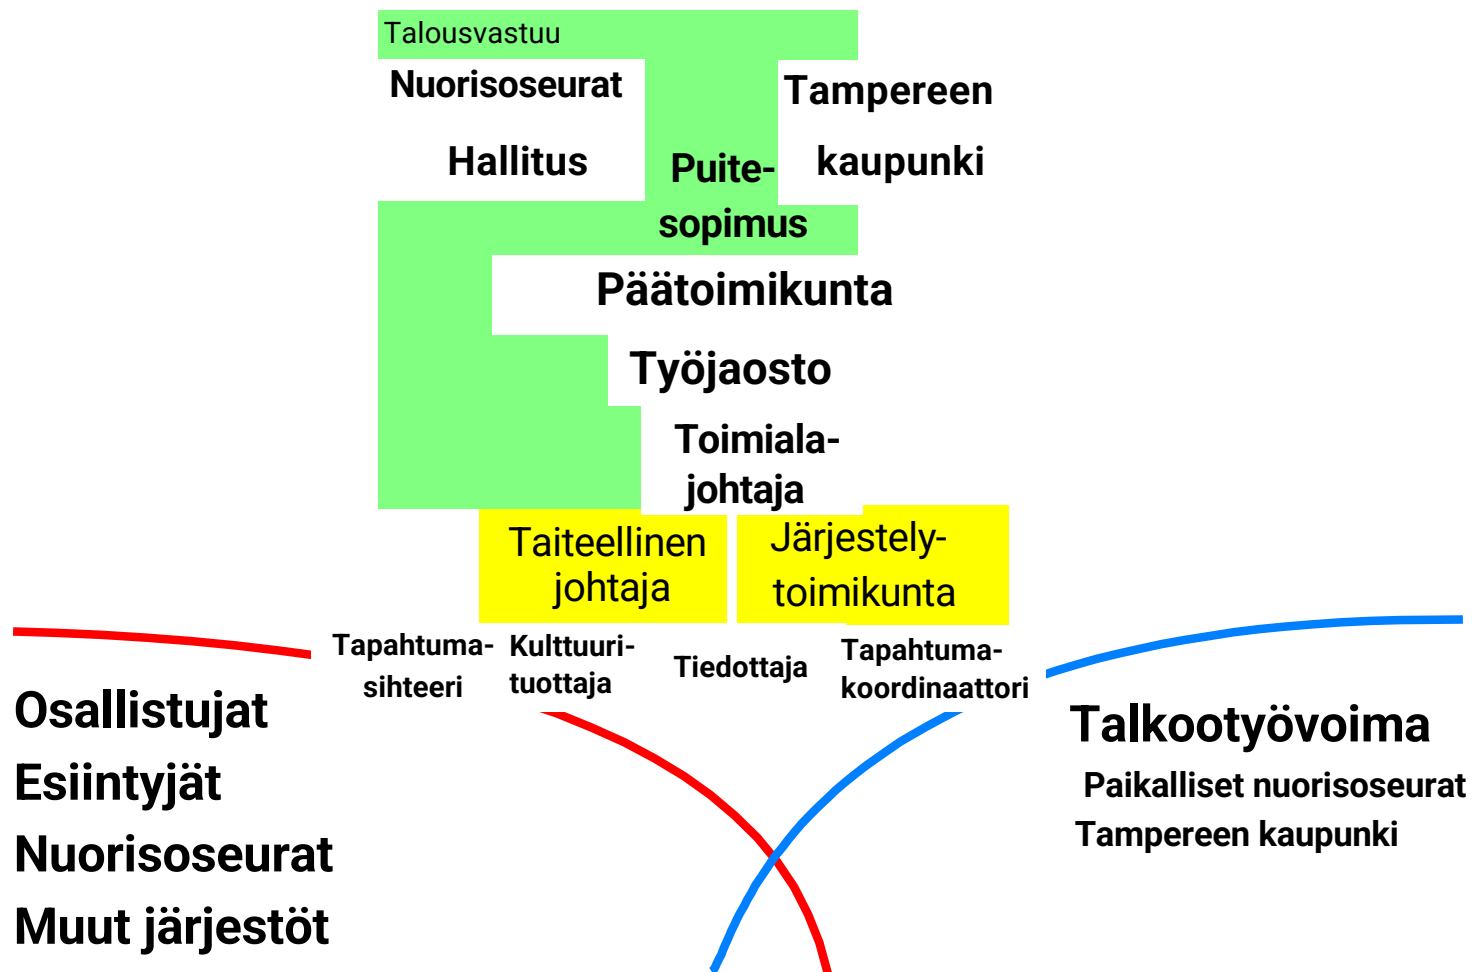 Talousvastuu
Nuorisoseurat
Hallitus
Tampereen
kaupunki
Puite-
sopimus
Päätoimikunta
Työjaosto
Toimiala-
johtaja
Taiteellinen
johtaja
Järjestely-
toimikunta
Tapahtuma-
sihteeri
Kulttuuri-
tuottaja
Tiedottaja
Tapahtuma-
koordinaattori
Osallistujat
Esiintyjät
Nuorisoseurat
Muut järjestöt
Talkootyövoima
Paikalliset nuorisoseurat
Tampereen kaupunki